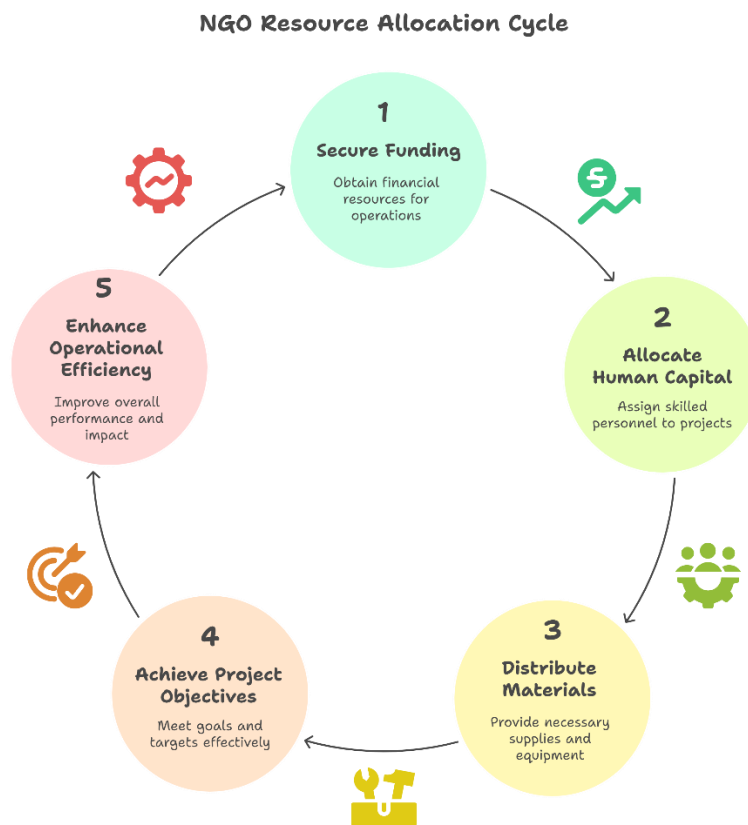 NGO Resource Allocation Cycle
1
Secure Funding
Obtain financial
resources for
operations
2
Allocate
Human Capital
Assign skilled
personnel to projects
3
Distribute
Materials
Provide necessary
supplies and
equipment
4
Achieve Project
Objectives
Meet goals and
targets effectively
5
Enhance
Operational
Efficiency
Improve overall
performance and
impact